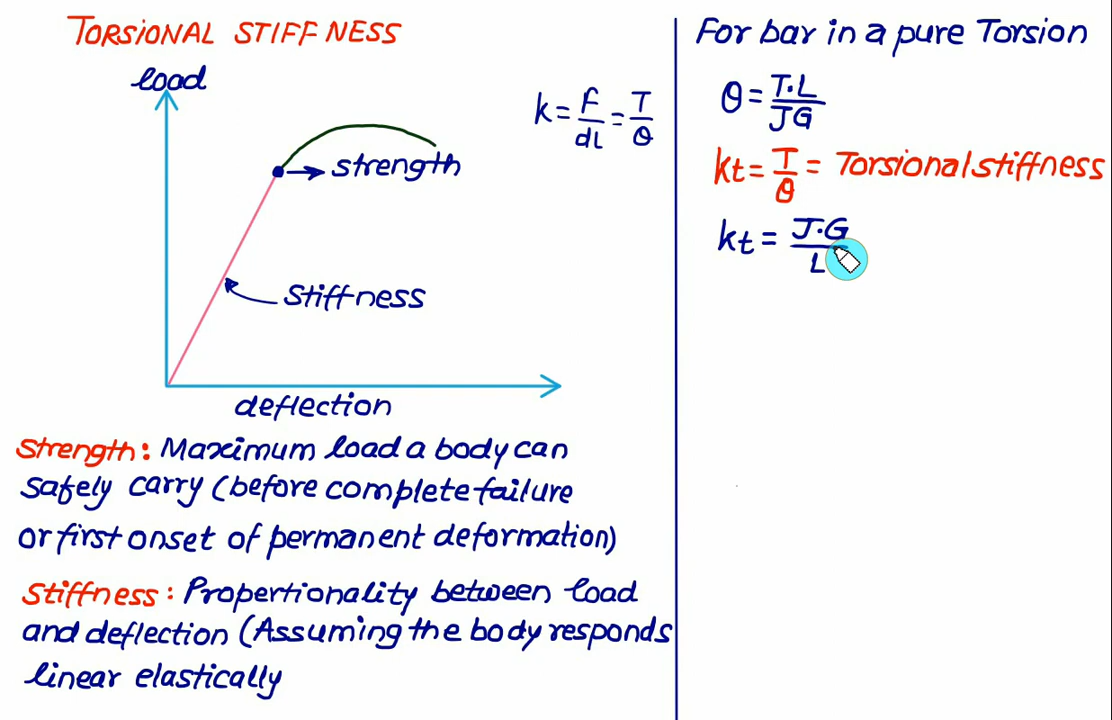 TORSIONAL STIFFNESS
load
k = F/dL = T/θ
strength
Stiffness
deflection
Strength: Maximum load a body can
safely carry (before complete failure
or first onset of permanent deformation)
Stiffness: Proportionality between load
and deflection (Assuming the body responds
linear elastically
For bar in a pure Torsion
θ = T.L/JG
kt = T/θ = Torsional stiffness
kt = J.G/L